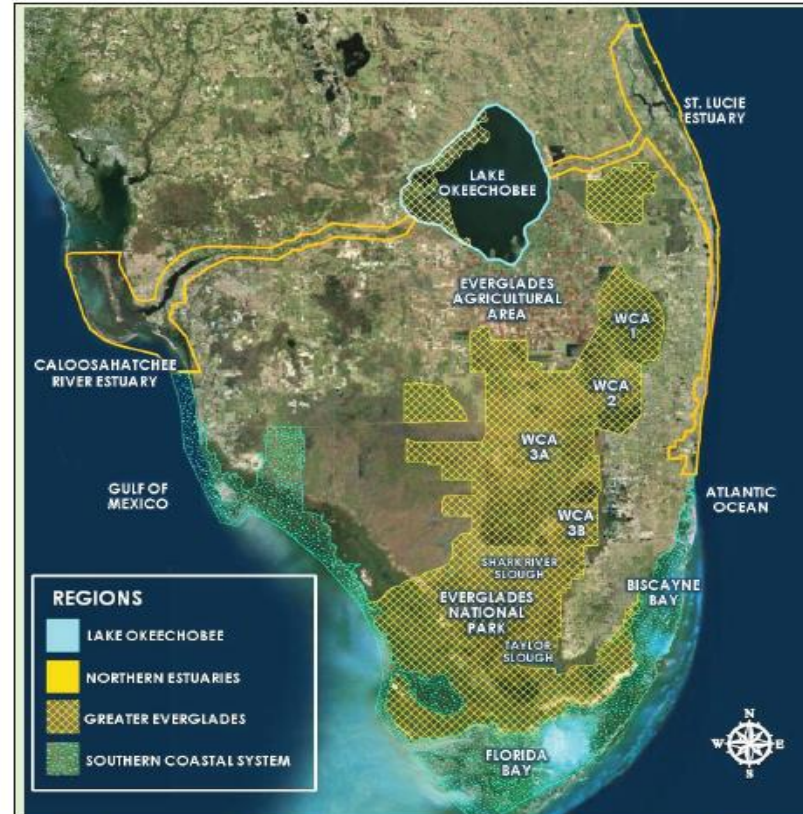 ST. LUCIE
ESTUARY
LAKE
OKEECHOBEE
EVERGLADES
AGRICULTURAL
AREA
WCA
1
CALOOSAHATCHEE
RIVER ESTUARY
WCA
2
WCA
3A
GULF OF
MEXICO
ATLANTIC
OCEAN
WCA
3B
SHARK RIVER
SLOUGH
BISCAYNE
BAY
EVERGLADES
NATIONAL
PARK
TAYLOR
SLOUGH
FLORIDA
BAY
REGIONS
LAKE OKEECHOBEE
NORTHERN ESTUARIES
GREATER EVERGLADES
SOUTHERN COASTAL SYSTEM
N
W E
S